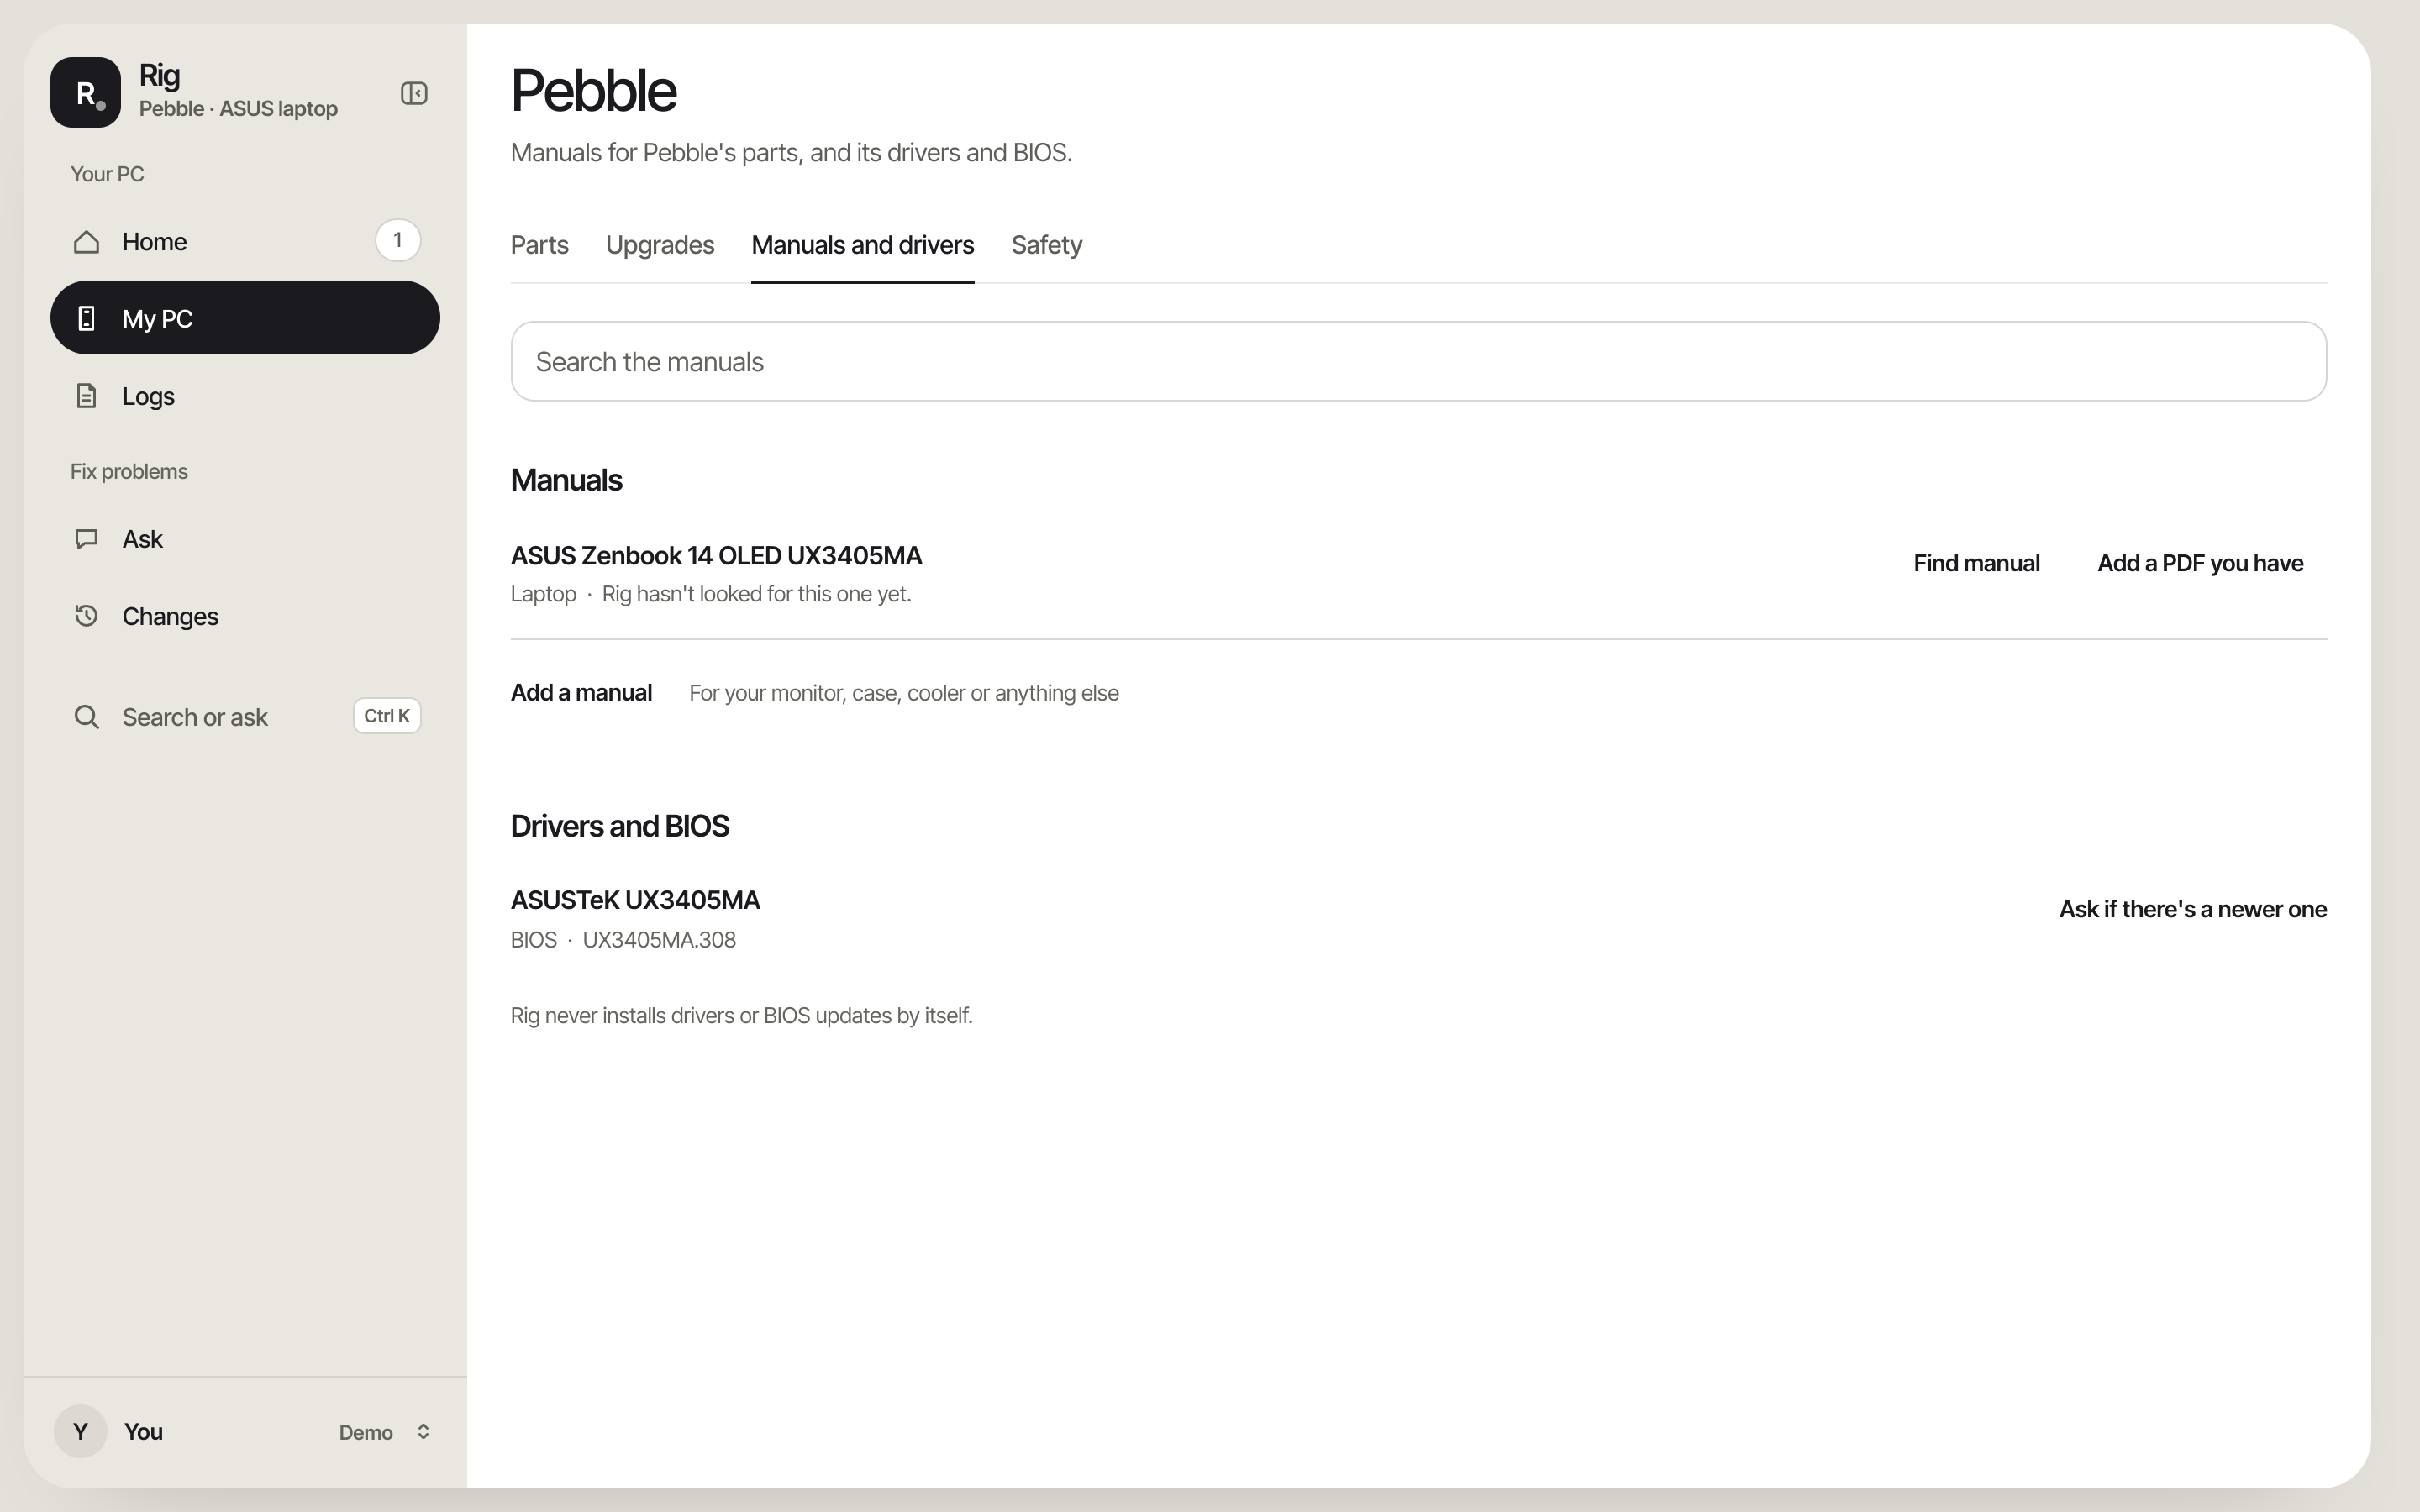 R.
Rig
Pebble · ASUS laptop
Your PC
Home
1
My PC
Logs
Fix problems
Ask
Changes
Search or ask
Ctrl K
Y
You
Demo
Pebble
Manuals for Pebble's parts, and its drivers and BIOS.
Parts Upgrades Manuals and drivers Safety
Search the manuals
Manuals
ASUS Zenbook 14 OLED UX3405MA
Laptop · Rig hasn't looked for this one yet.
Find manual Add a PDF you have
Add a manual For your monitor, case, cooler or anything else
Drivers and BIOS
ASUSTeK UX3405MA
BIOS · UX3405MA.308
Ask if there's a newer one
Rig never installs drivers or BIOS updates by itself.